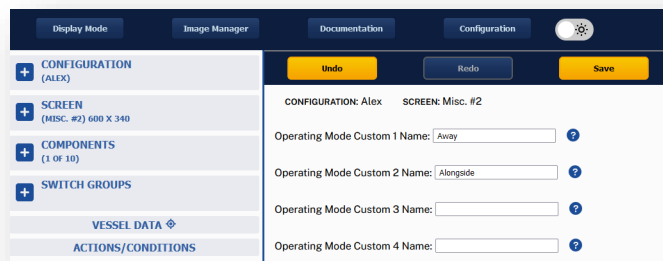 Display Mode
Image Manager
Documentation
Configuration
CONFIGURATION
(ALEX)
SCREEN
(MISC. #2) 600 X 340
COMPONENTS
(1 OF 10)
SWITCH GROUPS
VESSEL DATA
ACTIONS/CONDITIONS
Undo
Redo
Save
CONFIGURATION: Alex
SCREEN: Misc. #2
Operating Mode Custom 1 Name: Away
Operating Mode Custom 2 Name: Alongside
Operating Mode Custom 3 Name:
Operating Mode Custom 4 Name: